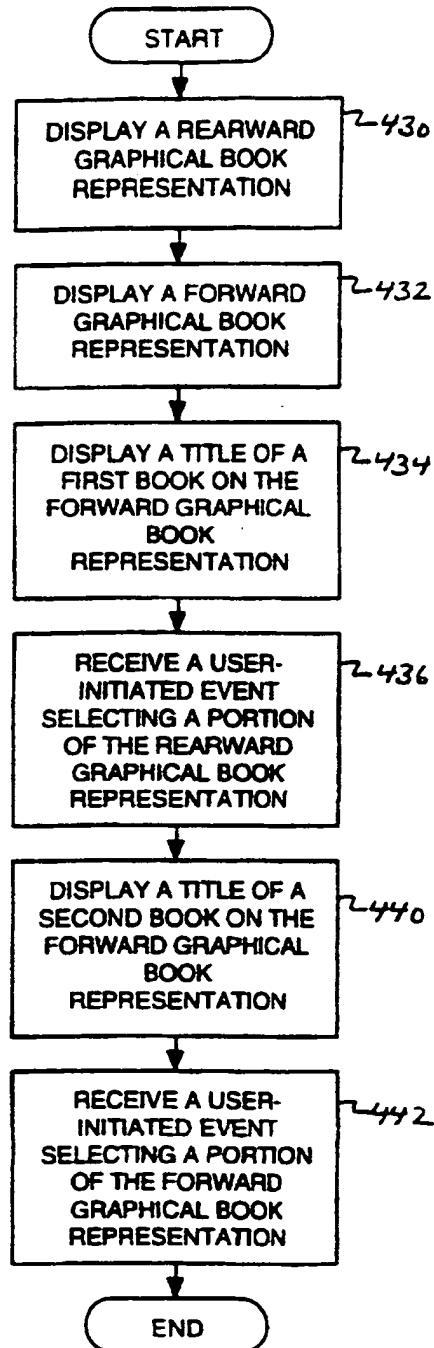 START
DISPLAY A REARWARD
GRAPHICAL BOOK
REPRESENTATION
430
DISPLAY A FORWARD
GRAPHICAL BOOK
REPRESENTATION
432
DISPLAY A TITLE OF A
FIRST BOOK ON THE
FORWARD GRAPHICAL
BOOK
REPRESENTATION
434
RECEIVE A USER-
INITIATED EVENT
SELECTING A PORTION
OF THE REARWARD
GRAPHICAL BOOK
REPRESENTATION
436
DISPLAY A TITLE OF A
SECOND BOOK ON THE
FORWARD GRAPHICAL
BOOK
REPRESENTATION
440
RECEIVE A USER-
INITIATED EVENT
SELECTING A PORTION
OF THE FORWARD
GRAPHICAL BOOK
REPRESENTATION
442
END